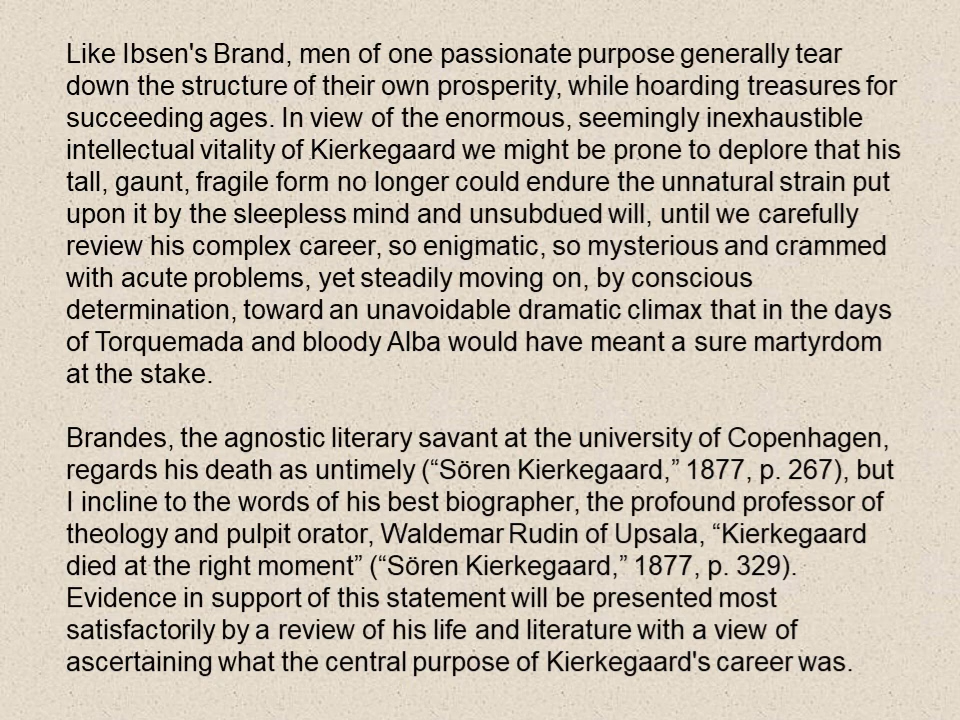 Like Ibsen's Brand, men of one passionate purpose generally tear
down the structure of their own prosperity, while hoarding treasures for
succeeding ages. In view of the enormous, seemingly inexhaustible
intellectual vitality of Kierkegaard we might be prone to deplore that his
tall, gaunt, fragile form no longer could endure the unnatural strain put
upon it by the sleepless mind and unsubdued will, until we carefully
review his complex career, so enigmatic, so mysterious and crammed
with acute problems, yet steadily moving on, by conscious
determination, toward an unavoidable dramatic climax that in the days
of Torquemada and bloody Alba would have meant a sure martyrdom
at the stake.

Brandes, the agnostic literary savant at the university of Copenhagen,
regards his death as untimely (“Sören Kierkegaard,” 1877, p. 267), but
I incline to the words of his best biographer, the profound professor of
theology and pulpit orator, Waldemar Rudin of Upsala, “Kierkegaard
died at the right moment” (“Sören Kierkegaard,” 1877, p. 329).
Evidence in support of this statement will be presented most
satisfactorily by a review of his life and literature with a view of
ascertaining what the central purpose of Kierkegaard's career was.